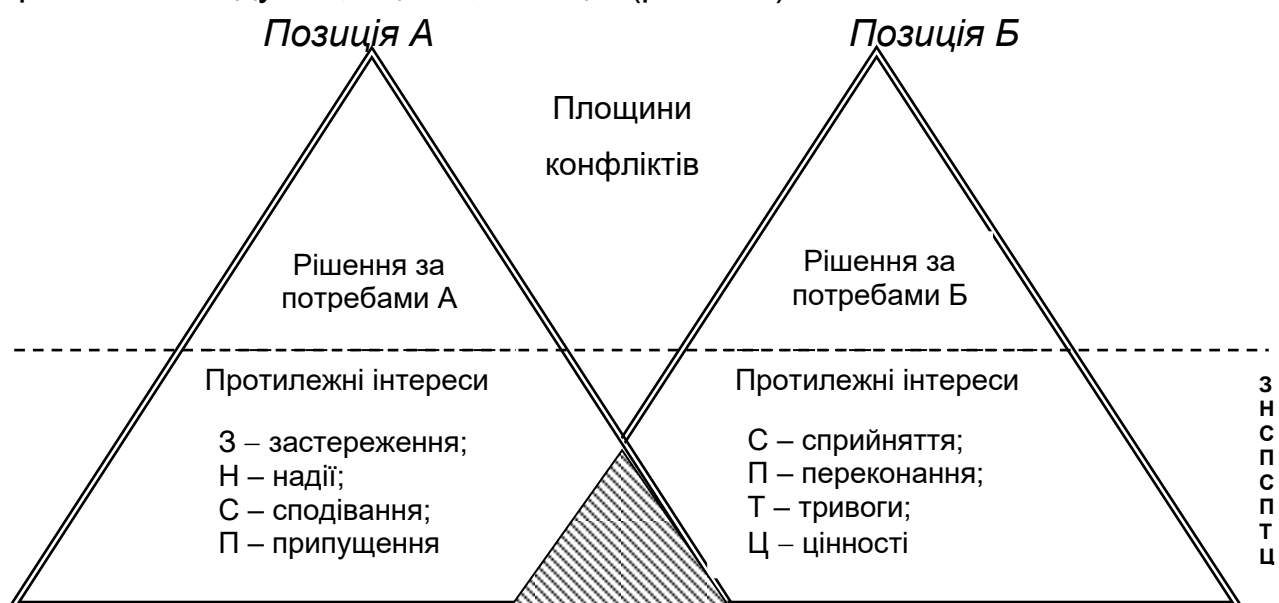 Позиція А
Позиція Б
Площини
конфліктів
Рішення за
потребами А
Рішення за
потребами Б
Протилежні інтереси
З – застереження;
Н – надії;
С – сподівання;
П – припущення
Протилежні інтереси
С – сприйняття;
П – переконання;
Т – тривоги;
Ц – цінності
З
Н
С
П
С
П
Т
Ц